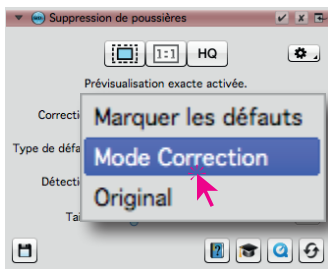 Suppression de poussières
1:1 HQ
Prévisualisation exacte activée.
Marquer les défauts
Correcti
Mode Correction
Type de défa
Détecti
Original
Tai